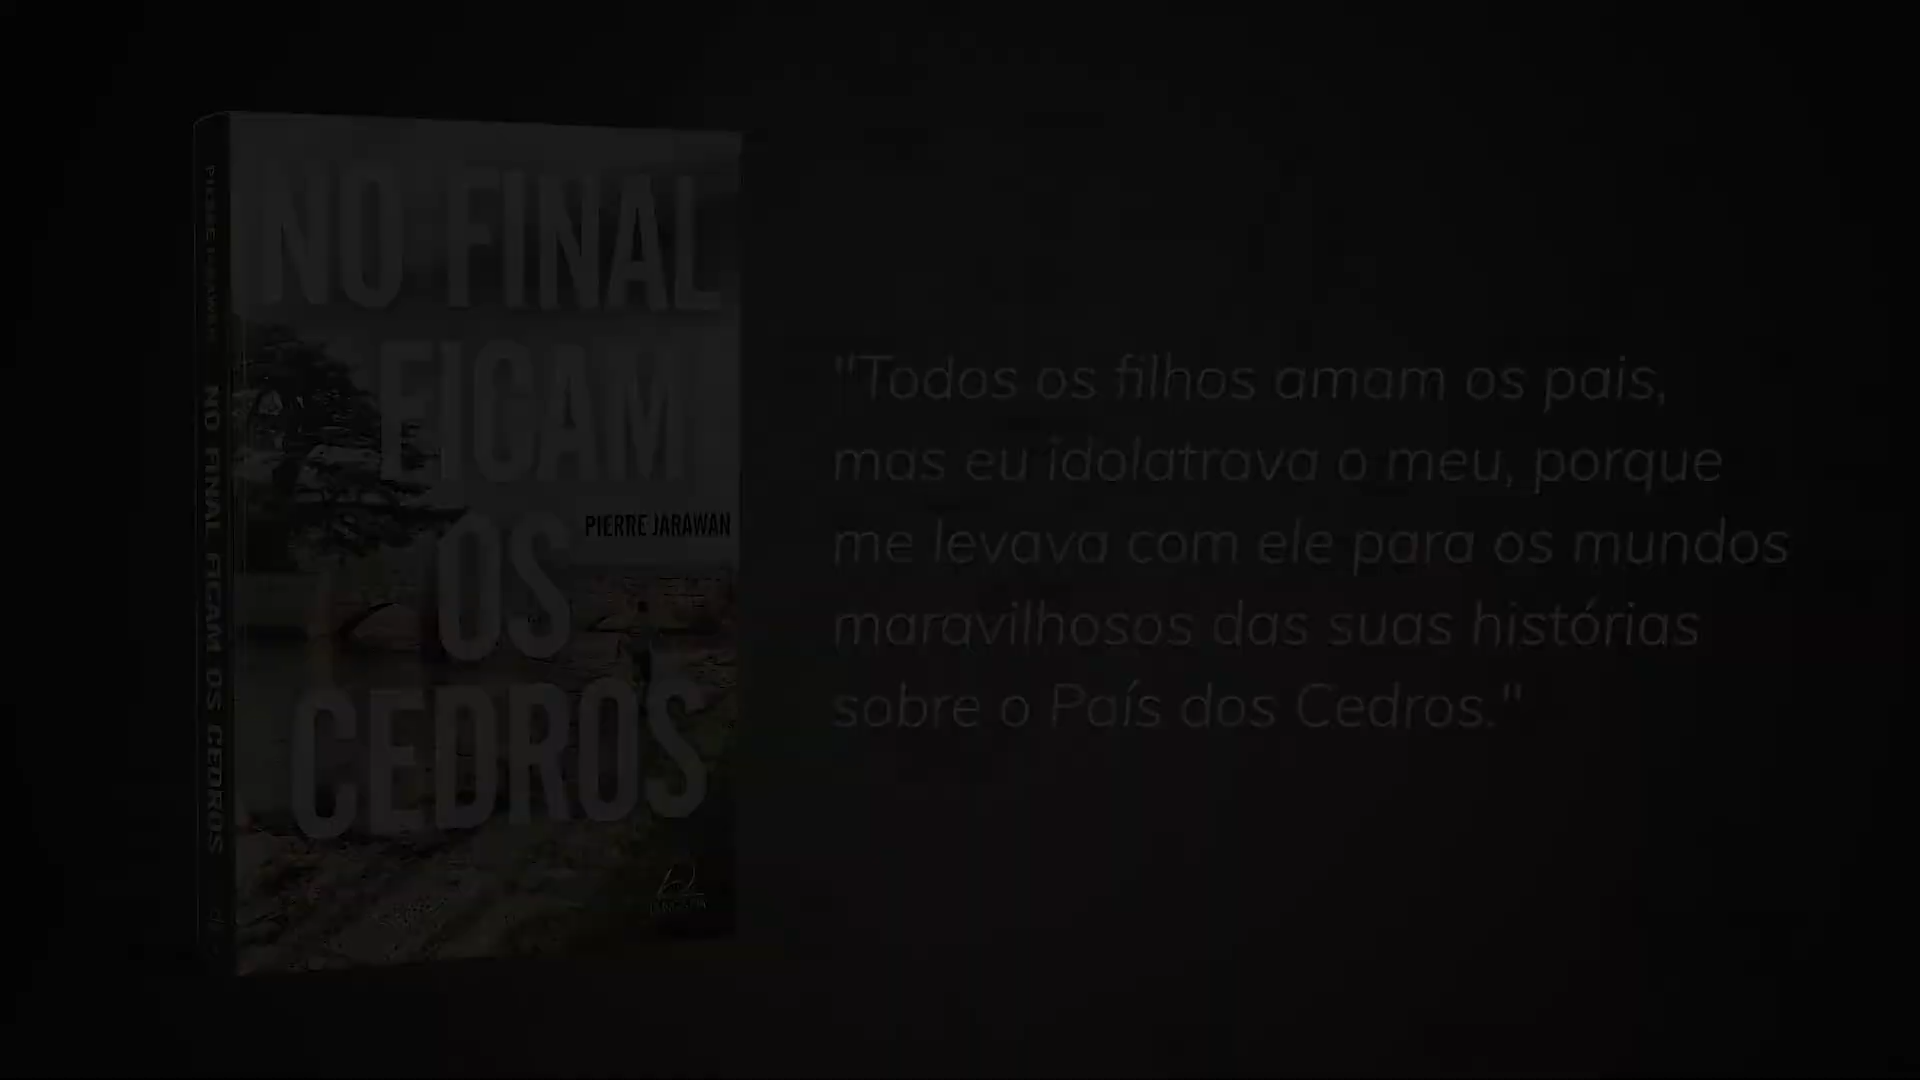 PIERRE JARAWAN
NO FINAL FICAM OS CEDROS
NO FINAL
FICAM
OS
PIERRE JARAWAN
CEDROS
"Todos os filhos amam os pais,
mas eu idolatrava o meu, porque
me levava com ele para os mundos
maravilhosos das suas histórias
sobre o País dos Cedros."